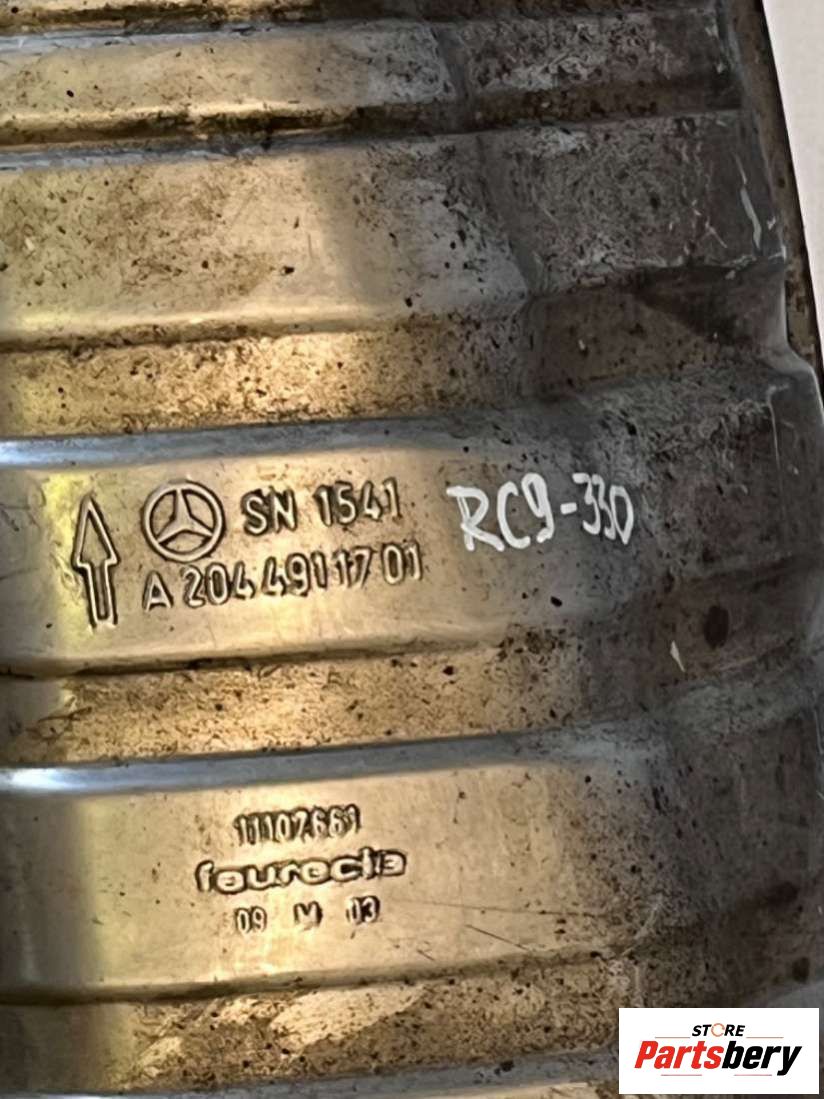 SN 1541
A 204 491 17 01
RC9-330
11102661
faurecia
09 M 03
STORE
Partsbery